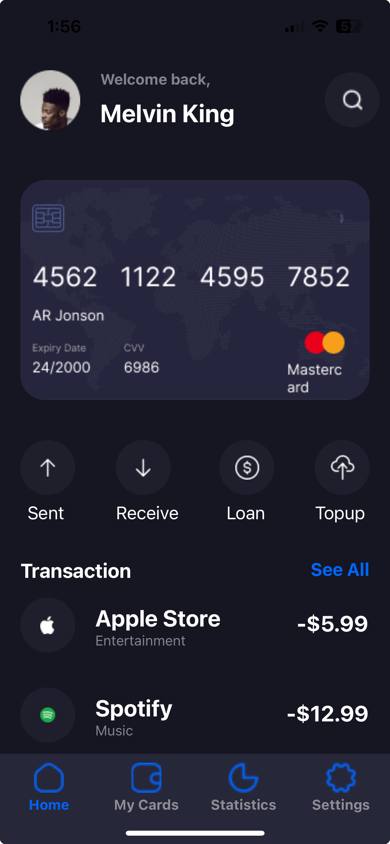 1:56
Welcome back,
Melvin King
4562 1122 4595 7852
AR Jonson
Expiry Date CVV
24/2000 6986
Masterc
ard
Sent Receive Loan Topup
Transaction See All
Apple Store -$5.99
Entertainment
Spotify -$12.99
Music
Home My Cards Statistics Settings